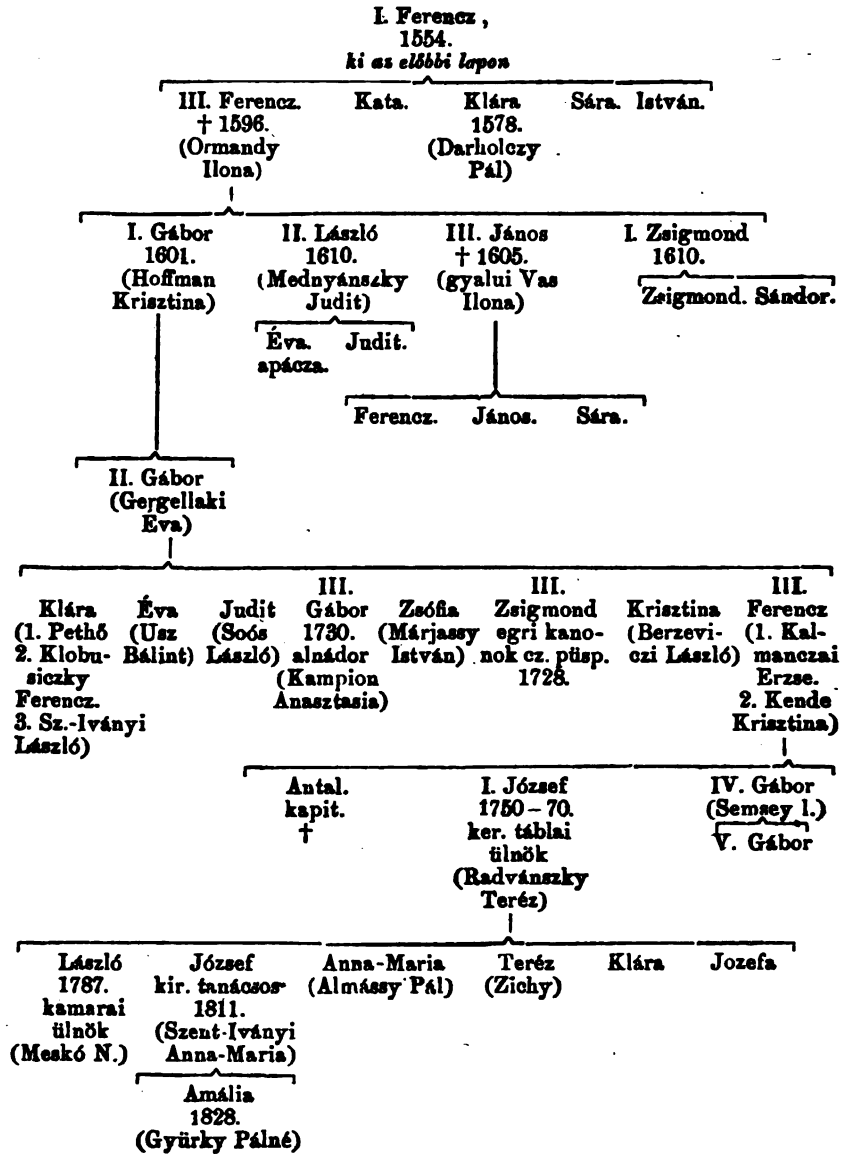 I. Ferencz,
1554.
ki az előbbi lapon
III. Ferencz. Kata. Klára Sára. István.
† 1596. 1578.
(Ormandy (Darholczy
Ilona) Pál)
I. Gábor II. László III. János I. Zsigmond
1601. 1610. † 1605. 1610.
(Hoffman (Mednyánszky (gyalui Vas
Krisztina) Judit) Ilona)
Zsigmond. Sándor.
Éva. Judit.
apácza.
Ferencz. János. Sára.
II. Gábor
(Gergellaki
Éva)
III. III. III.
Klára Éva Judit Gábor Zsófia Zsigmond Krisztina Ferencz
(1. Pethő (Usz (Soós 1730. (Márjassy egri kano- (Berzevi- (1. Kal-
2. Klobu- Bálint) László) alnádor István) nok cz. püsp. czi László) manczai
siczky (Kampion 1728. Erzse.
Ferencz. Anasztasia) 2. Kende
3. Sz.-Iványi Krisztina)
László)
Antal. I. József IV. Gábor
kapit. 1750–70. (Semsey l.)
† ker. táblai V. Gábor
ülnök
(Radvánszky
Teréz)
László József Anna-Maria Teréz Klára Jozefa
1787. kir. tanácsos (Almássy Pál) (Zichy)
kamarai 1811.
ülnök (Szent-Iványi
(Meskó N.) Anna-Maria)
Amália
1828.
(Gyürky Pálné)